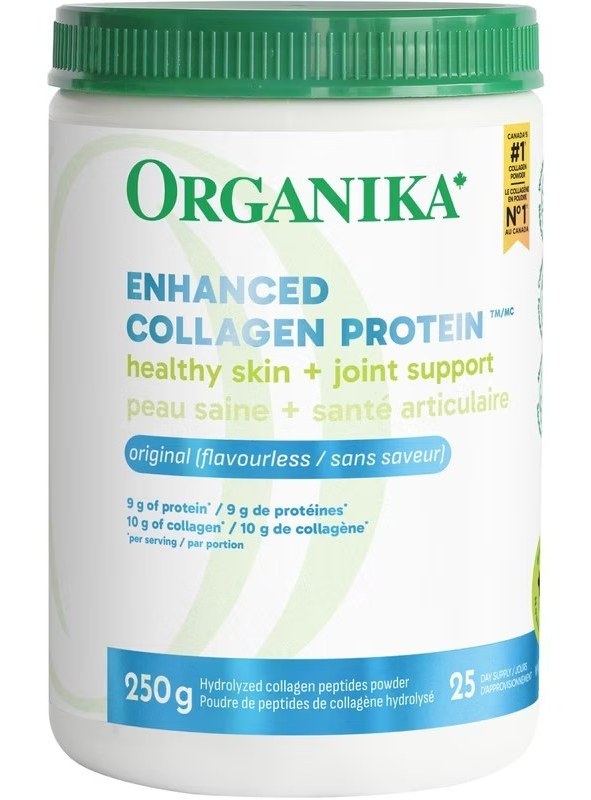 ORGANIKA
CANADA'S
#1
COLLAGEN
POWDER
LE COLLAGÈNE
EN POUDRE
N°1
AU CANADA
ENHANCED
COLLAGEN PROTEIN TM/MC
healthy skin + joint support
peau saine + santé articulaire
original (flavourless / sans saveur)
9 g of protein* / 9 g de protéines*
10 g of collagen* / 10 g de collagène*
*per serving / par portion
250 g
Hydrolyzed collagen peptides powder
Poudre de peptides de collagène hydrolysé
25
DAY SUPPLY / JOURS
D'APPROVISIONNEMENT